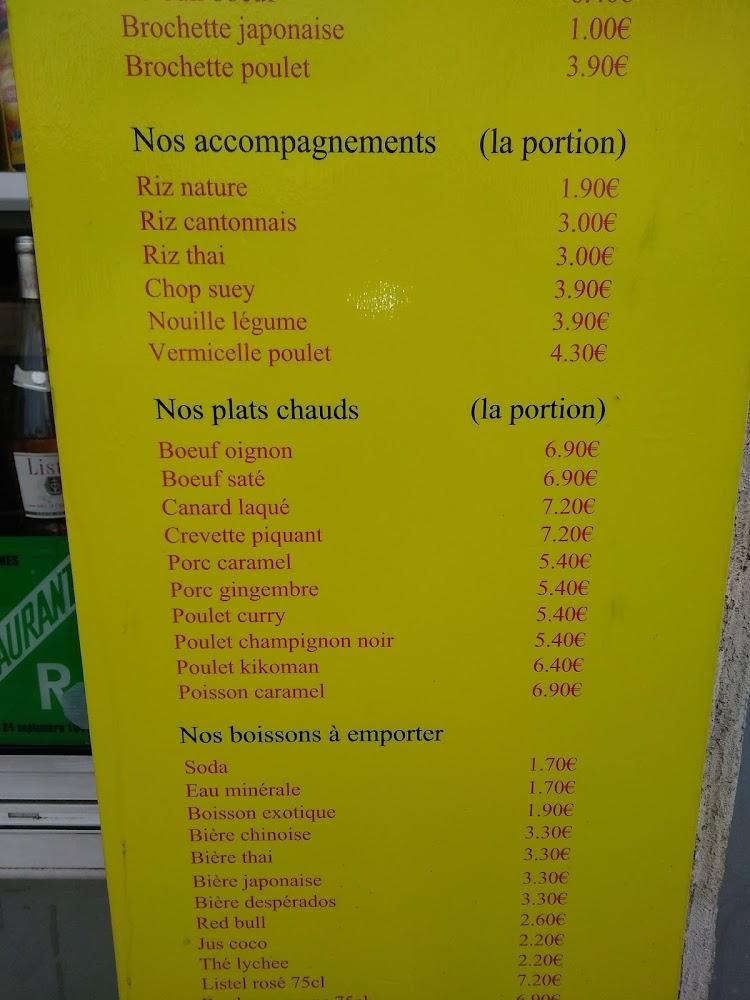 Brochette japonaise 1.00€
Brochette poulet 3.90€
Nos accompagnements (la portion)
Riz nature 1.90€
Riz cantonnais 3.00€
Riz thai 3.00€
Chop suey 3.90€
Nouille légume 3.90€
Vermicelle poulet 4.30€
Nos plats chauds (la portion)
Boeuf oignon 6.90€
Boeuf saté 6.90€
Canard laqué 7.20€
Crevette piquant 7.20€
Porc caramel 5.40€
Porc gingembre 5.40€
Poulet curry 5.40€
Poulet champignon noir 5.40€
Poulet kikoman 6.40€
Poisson caramel 6.90€
Nos boissons à emporter
Soda 1.70€
Eau minérale 1.70€
Boisson exotique 1.90€
Bière chinoise 3.30€
Bière thai 3.30€
Bière japonaise 3.30€
Bière despérados 3.30€
Red bull 2.60€
Jus coco 2.20€
Thé lychee 2.20€
Listel rosé 75cl 7.20€
List
AURANT
R
24 septembre